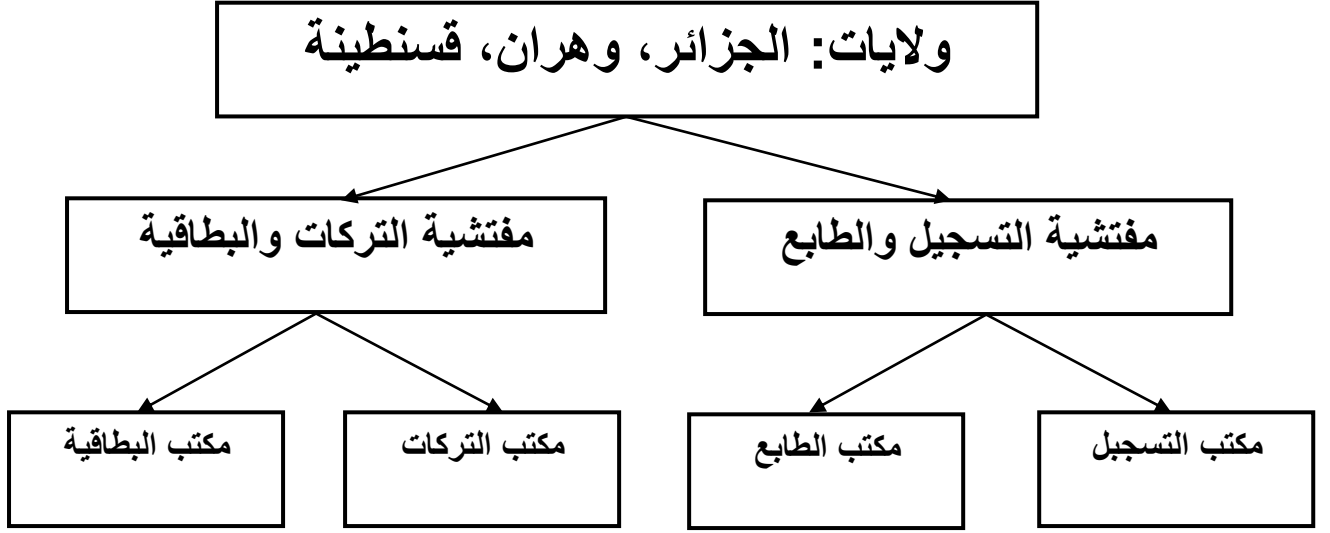 ولايات: الجزائر، وهران، قسنطينة
مفتشية التسجيل والطابع
مفتشية التركات والبطاقية
مكتب التسجبل
مكتب الطابع
مكتب التركات
مكتب البطاقية